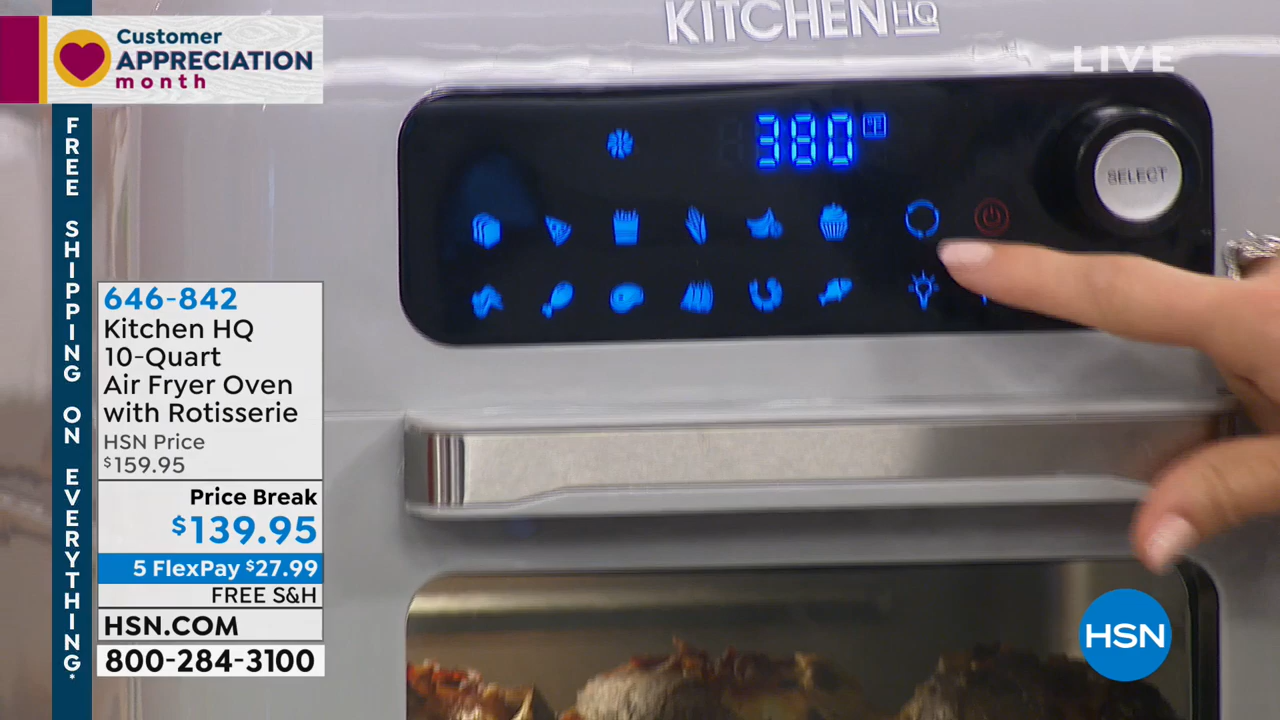 Customer
APPRECIATION
month
FREE SHIPPING ON EVERYTHING*
646-842
Kitchen HQ
10-Quart
Air Fryer Oven
with Rotisserie
HSN Price
$159.95
Price Break
$139.95
5 FlexPay $27.99
FREE S&H
HSN.COM
800-284-3100
KITCHEN HQ
LIVE
380
SELECT
HSN